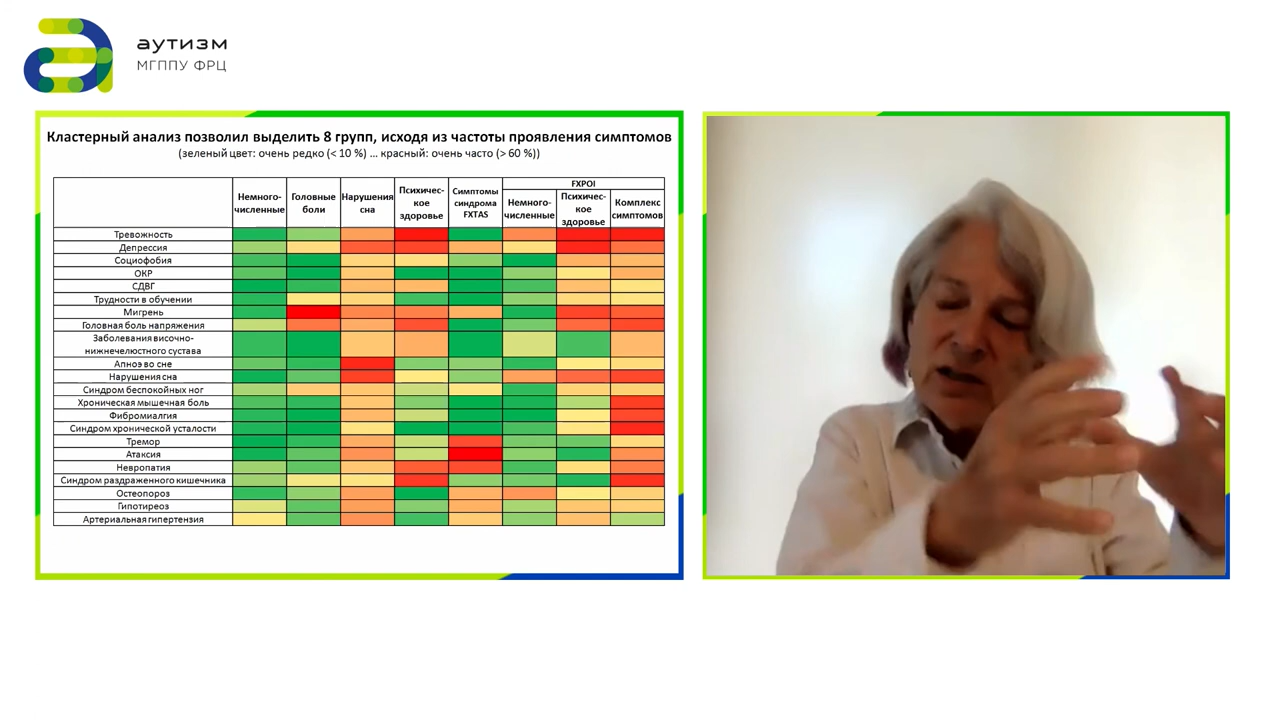 аутизм
МГППУ ФРЦ
Кластерный анализ позволил выделить 8 групп, исходя из частоты проявления симптомов
(зеленый цвет: очень редко (< 10 %) ... красный: очень часто (> 60 %))
FXPOI
Немного-
численные
Головные
боли
Нарушения
сна
Психичес-
кое
здоровье
Симптомы
синдрома
FXTAS
Немного-
численные
Психичес-
кое
здоровье
Комплекс
симптомов
Тревожность
Депрессия
Социофобия
ОКР
СДВГ
Трудности в обучении
Мигрень
Головная боль напряжения
Заболевания височно-
нижнечелюстного сустава
Апноэ во сне
Нарушения сна
Синдром беспокойных ног
Хроническая мышечная боль
Фибромиалгия
Синдром хронической усталости
Тремор
Атаксия
Невропатия
Синдром раздраженного кишечника
Остеопороз
Гипотиреоз
Артериальная гипертензия